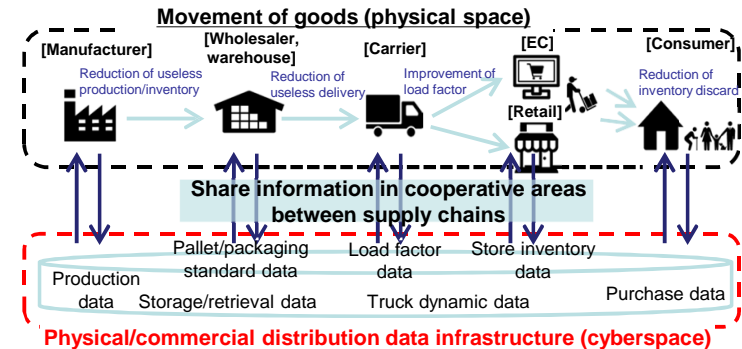 Movement of goods (physical space)
[Manufacturer]
[Wholesaler,
warehouse]
[Carrier]
[EC]
[Consumer]
Reduction of useless
production/inventory
Reduction of
useless delivery
Improvement of
load factor
Reduction of
inventory discard
[Retail]
Share information in cooperative areas
between supply chains
Production
data
Pallet/packaging
standard data
Storage/retrieval data
Load factor
data
Truck dynamic data
Store inventory
data
Purchase data
Physical/commercial distribution data infrastructure (cyberspace)